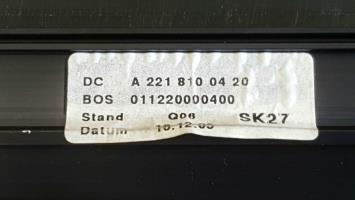 DC A 221 810 04 20
BOS 011220000400
Stand Q06 SK27
Datum 16.12.05